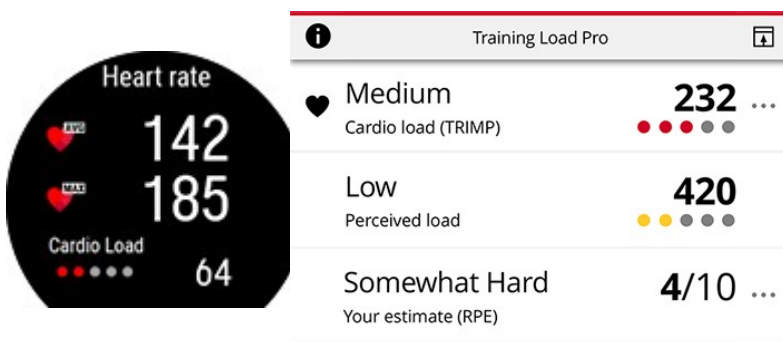 Heart rate
AVG 142
MAX 185
Cardio Load
64
Training Load Pro
Medium 232
Cardio load (TRIMP)
Low 420
Perceived load
Somewhat Hard 4/10
Your estimate (RPE)